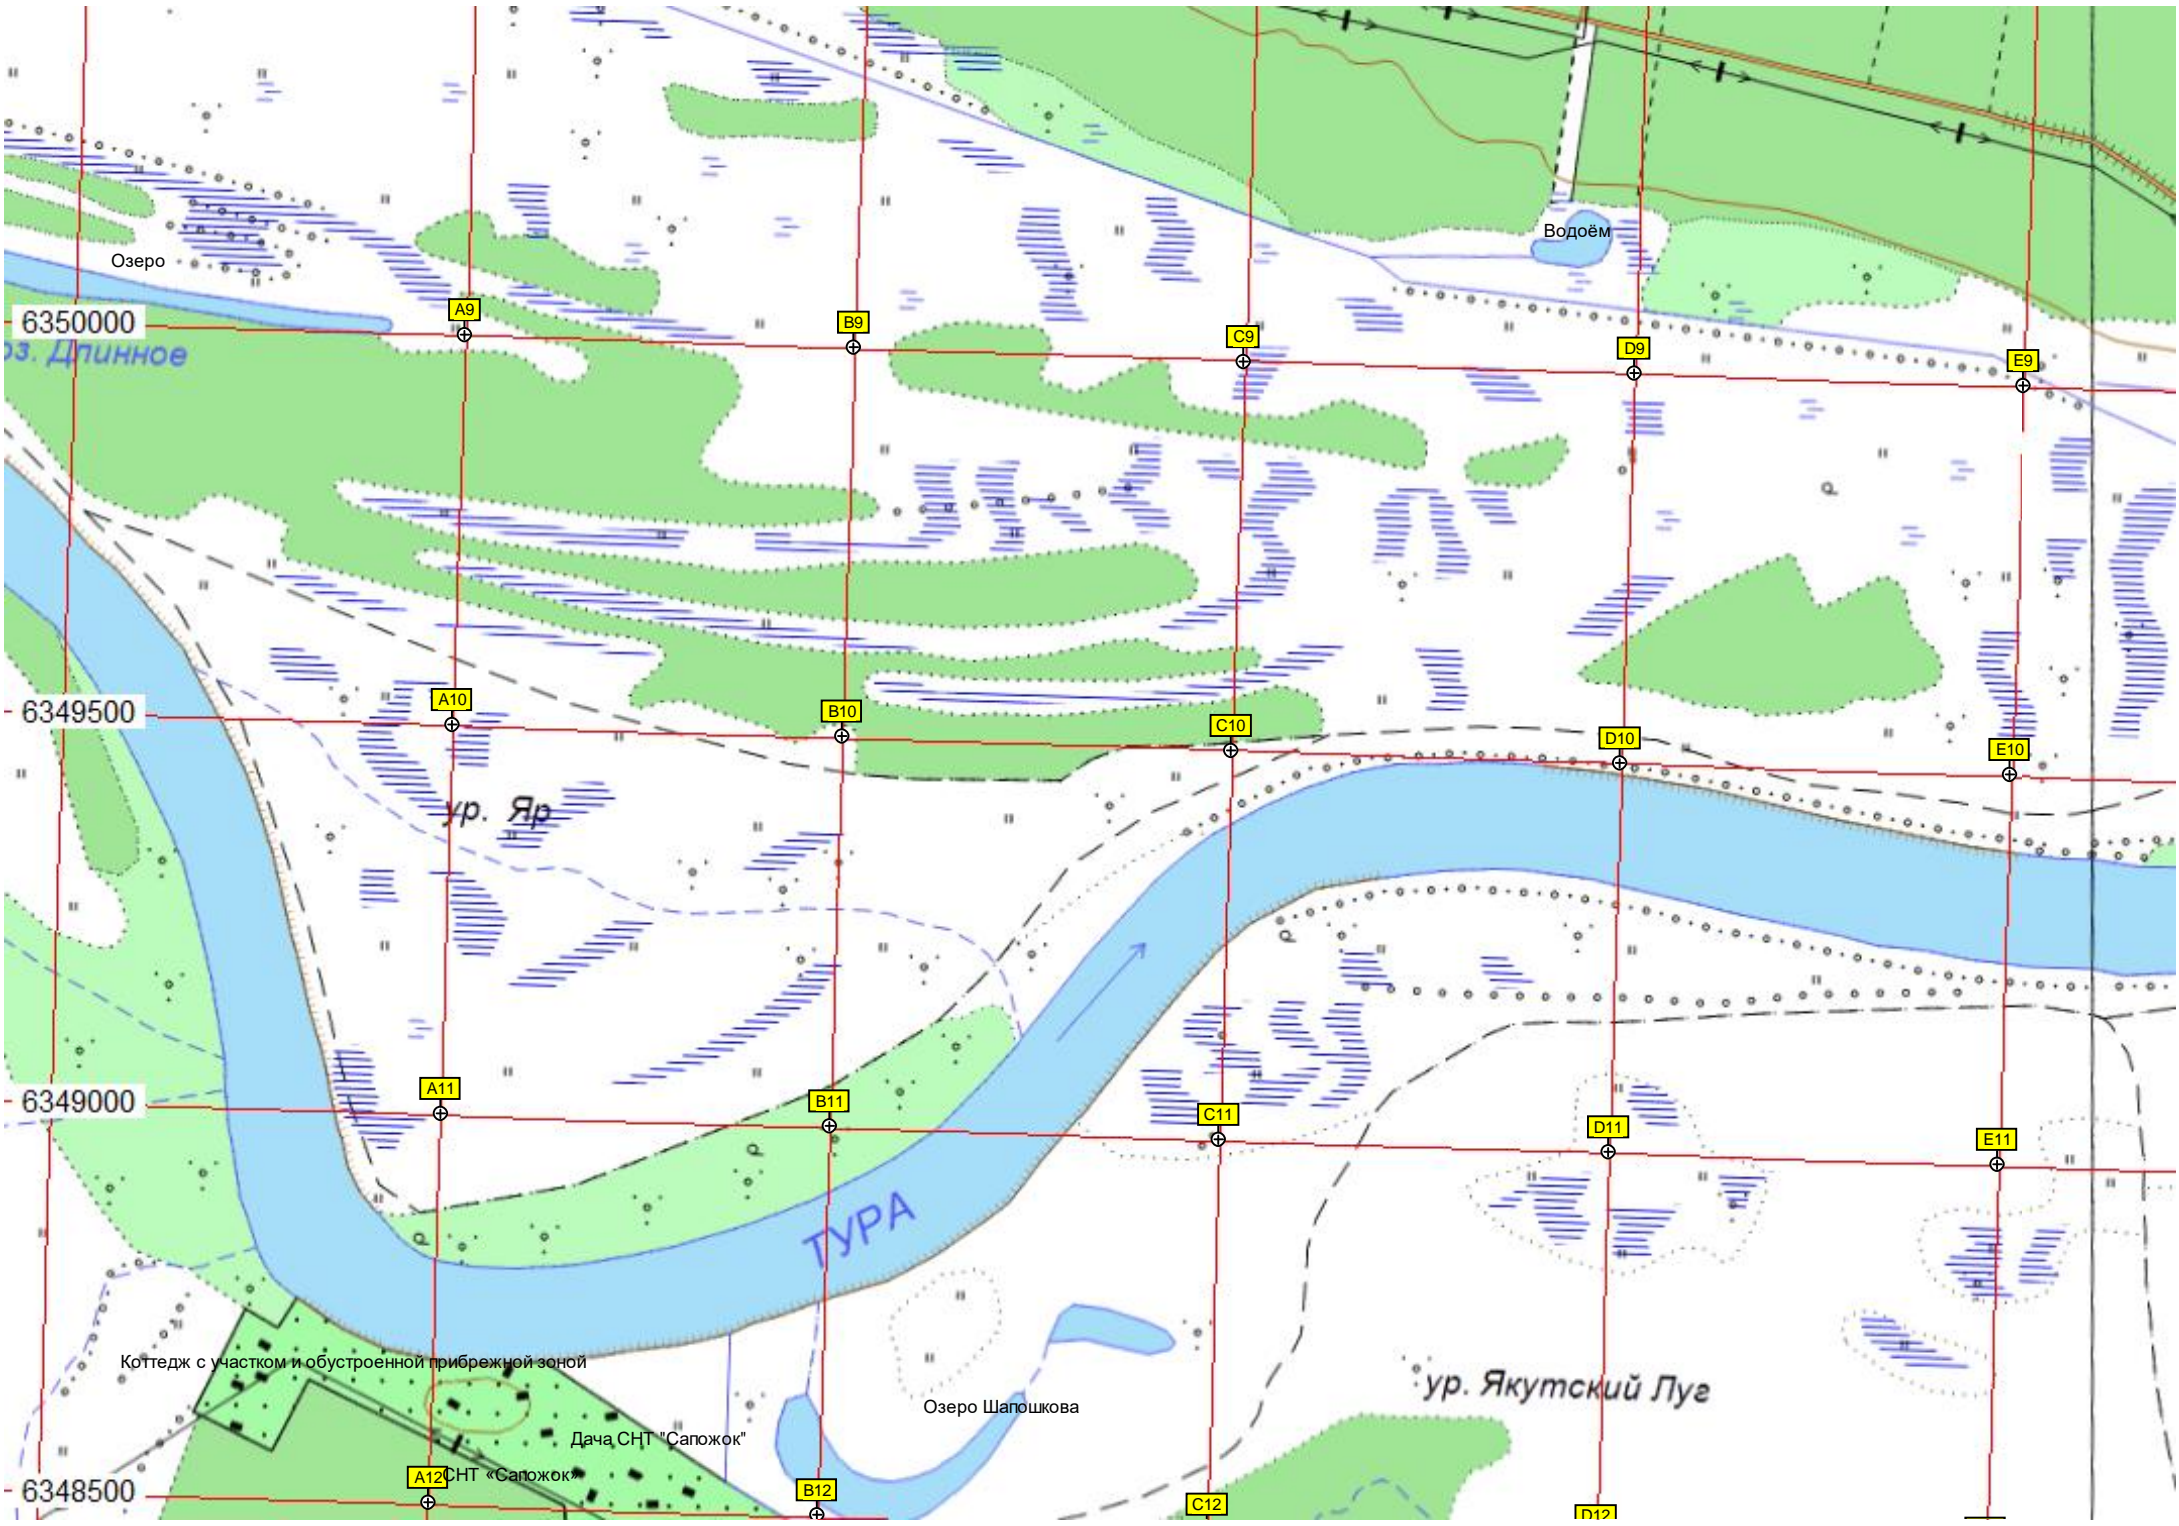 Водоём
Озеро
A9
6350000
B9
C9
D9
оз. Длинное
E9
A10
6349500
B10
C10
D10
E10
ур. Яр
A11
6349000
B11
C11
D11
E11
ТУРА
Коттедж с участком и обустроенной прибрежной зоной
ур. Якутский Луг
Озеро Шапошкова
Дача СНТ "Сапожок"
A12
СНТ «Сапожок»
6348500
B12
C12
D12